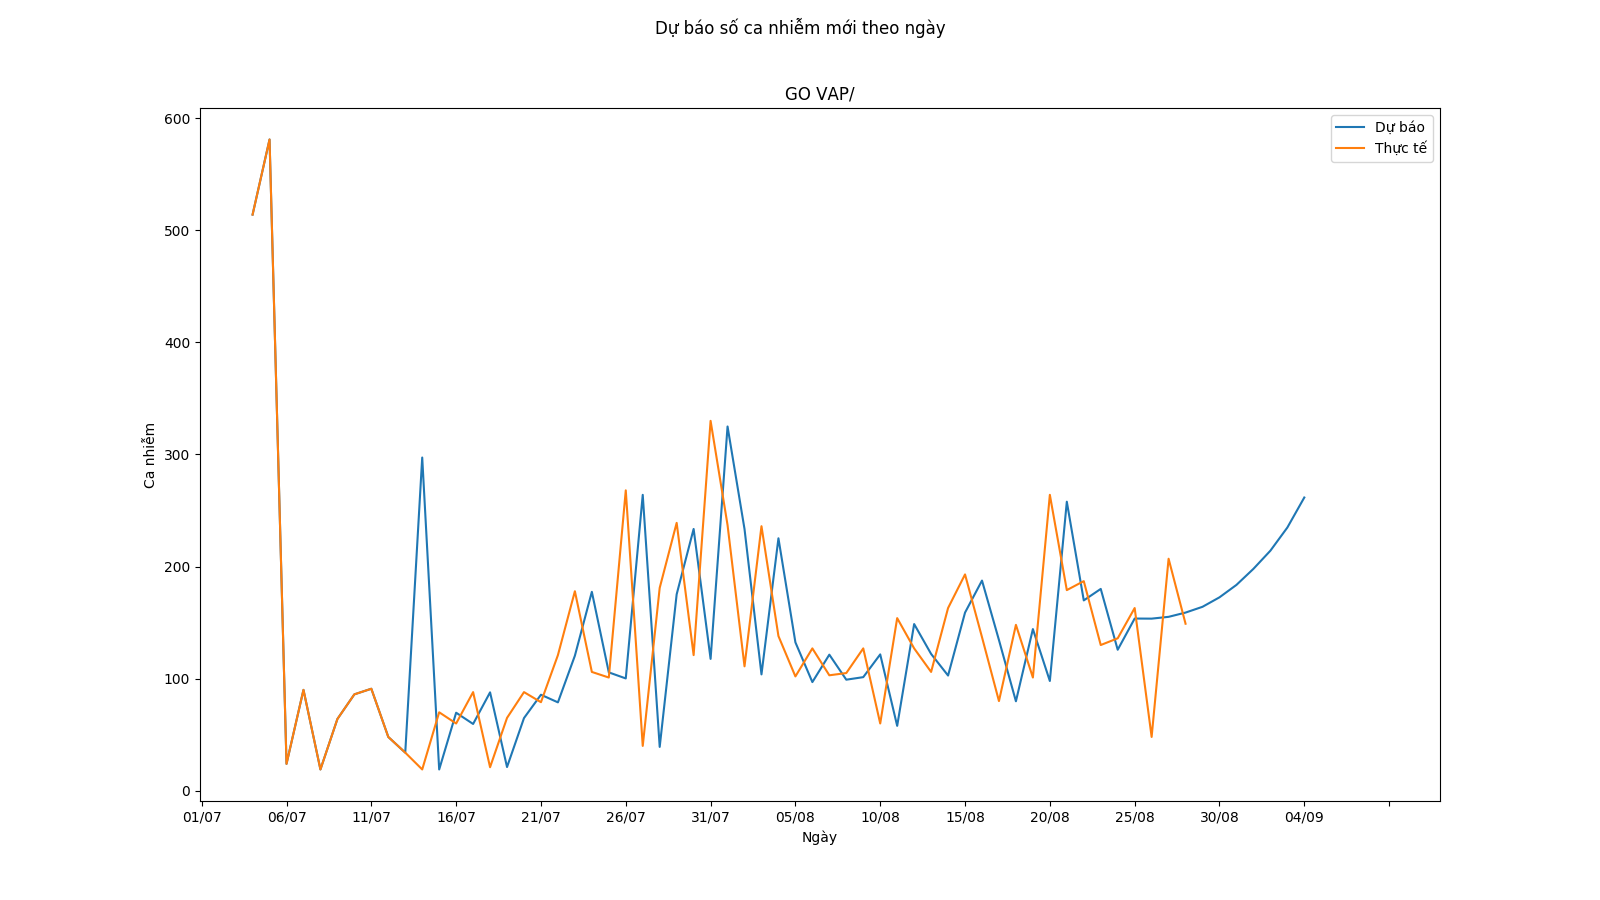 Dự báo số ca nhiễm mới theo ngày
GO VAP/
600
500
400
300
200
100
0
Ca nhiễm
Dự báo
Thực tế
01/07 06/07 11/07 16/07 21/07 26/07 31/07 05/08 10/08 15/08 20/08 25/08 30/08 04/09
Ngày